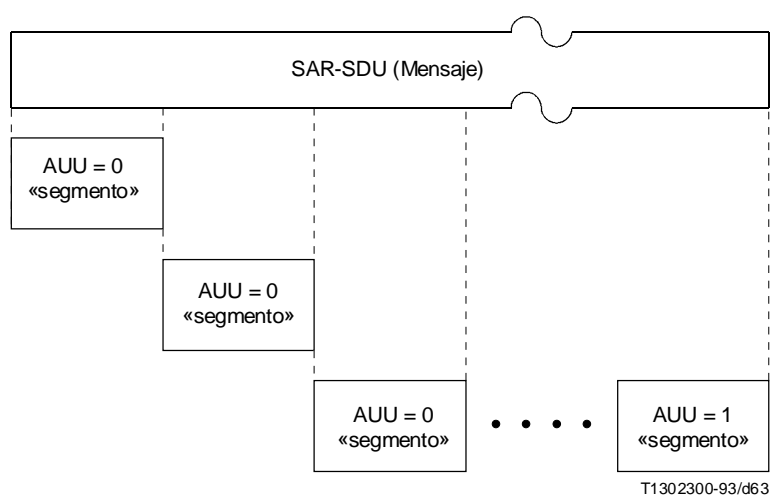 SAR-SDU (Mensaje)
AUU = 0
«segmento»
AUU = 0
«segmento»
AUU = 0
«segmento»
AUU = 1
«segmento»
T1302300-93/d63